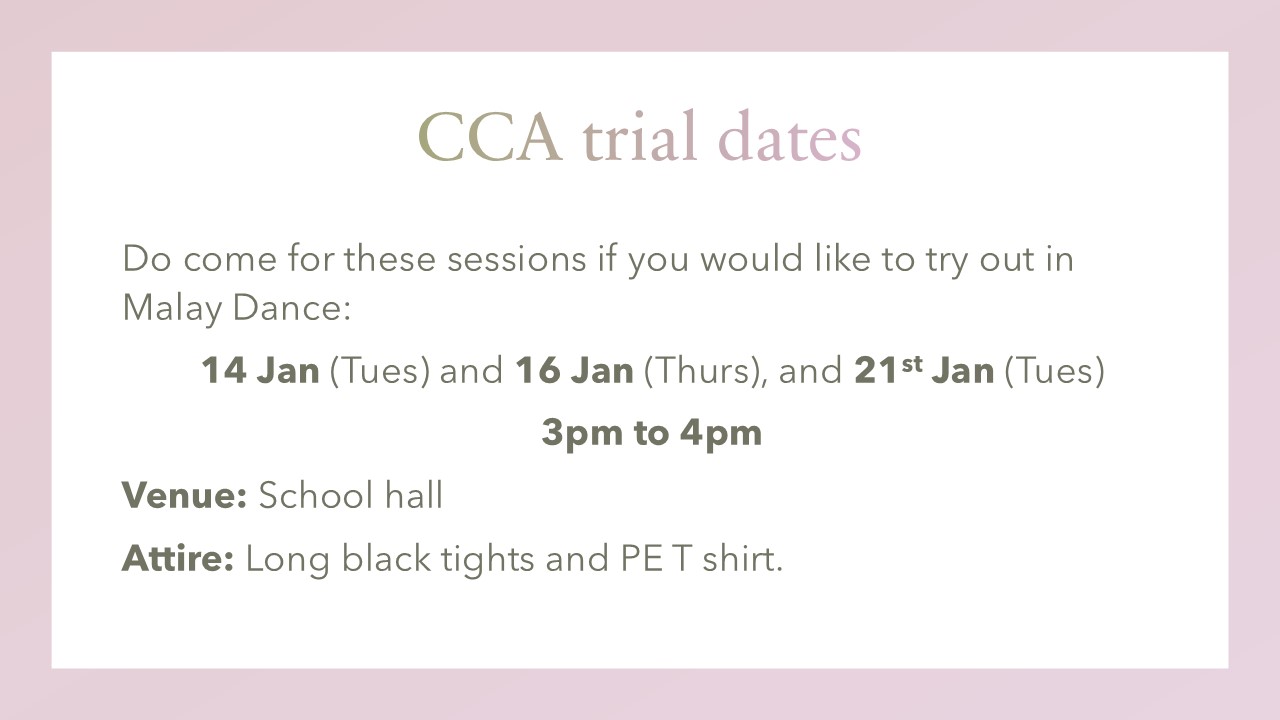 CCA trial dates
Do come for these sessions if you would like to try out in
Malay Dance:
14 Jan (Tues) and 16 Jan (Thurs), and 21st Jan (Tues)
3pm to 4pm
Venue: School hall
Attire: Long black tights and PE T shirt.